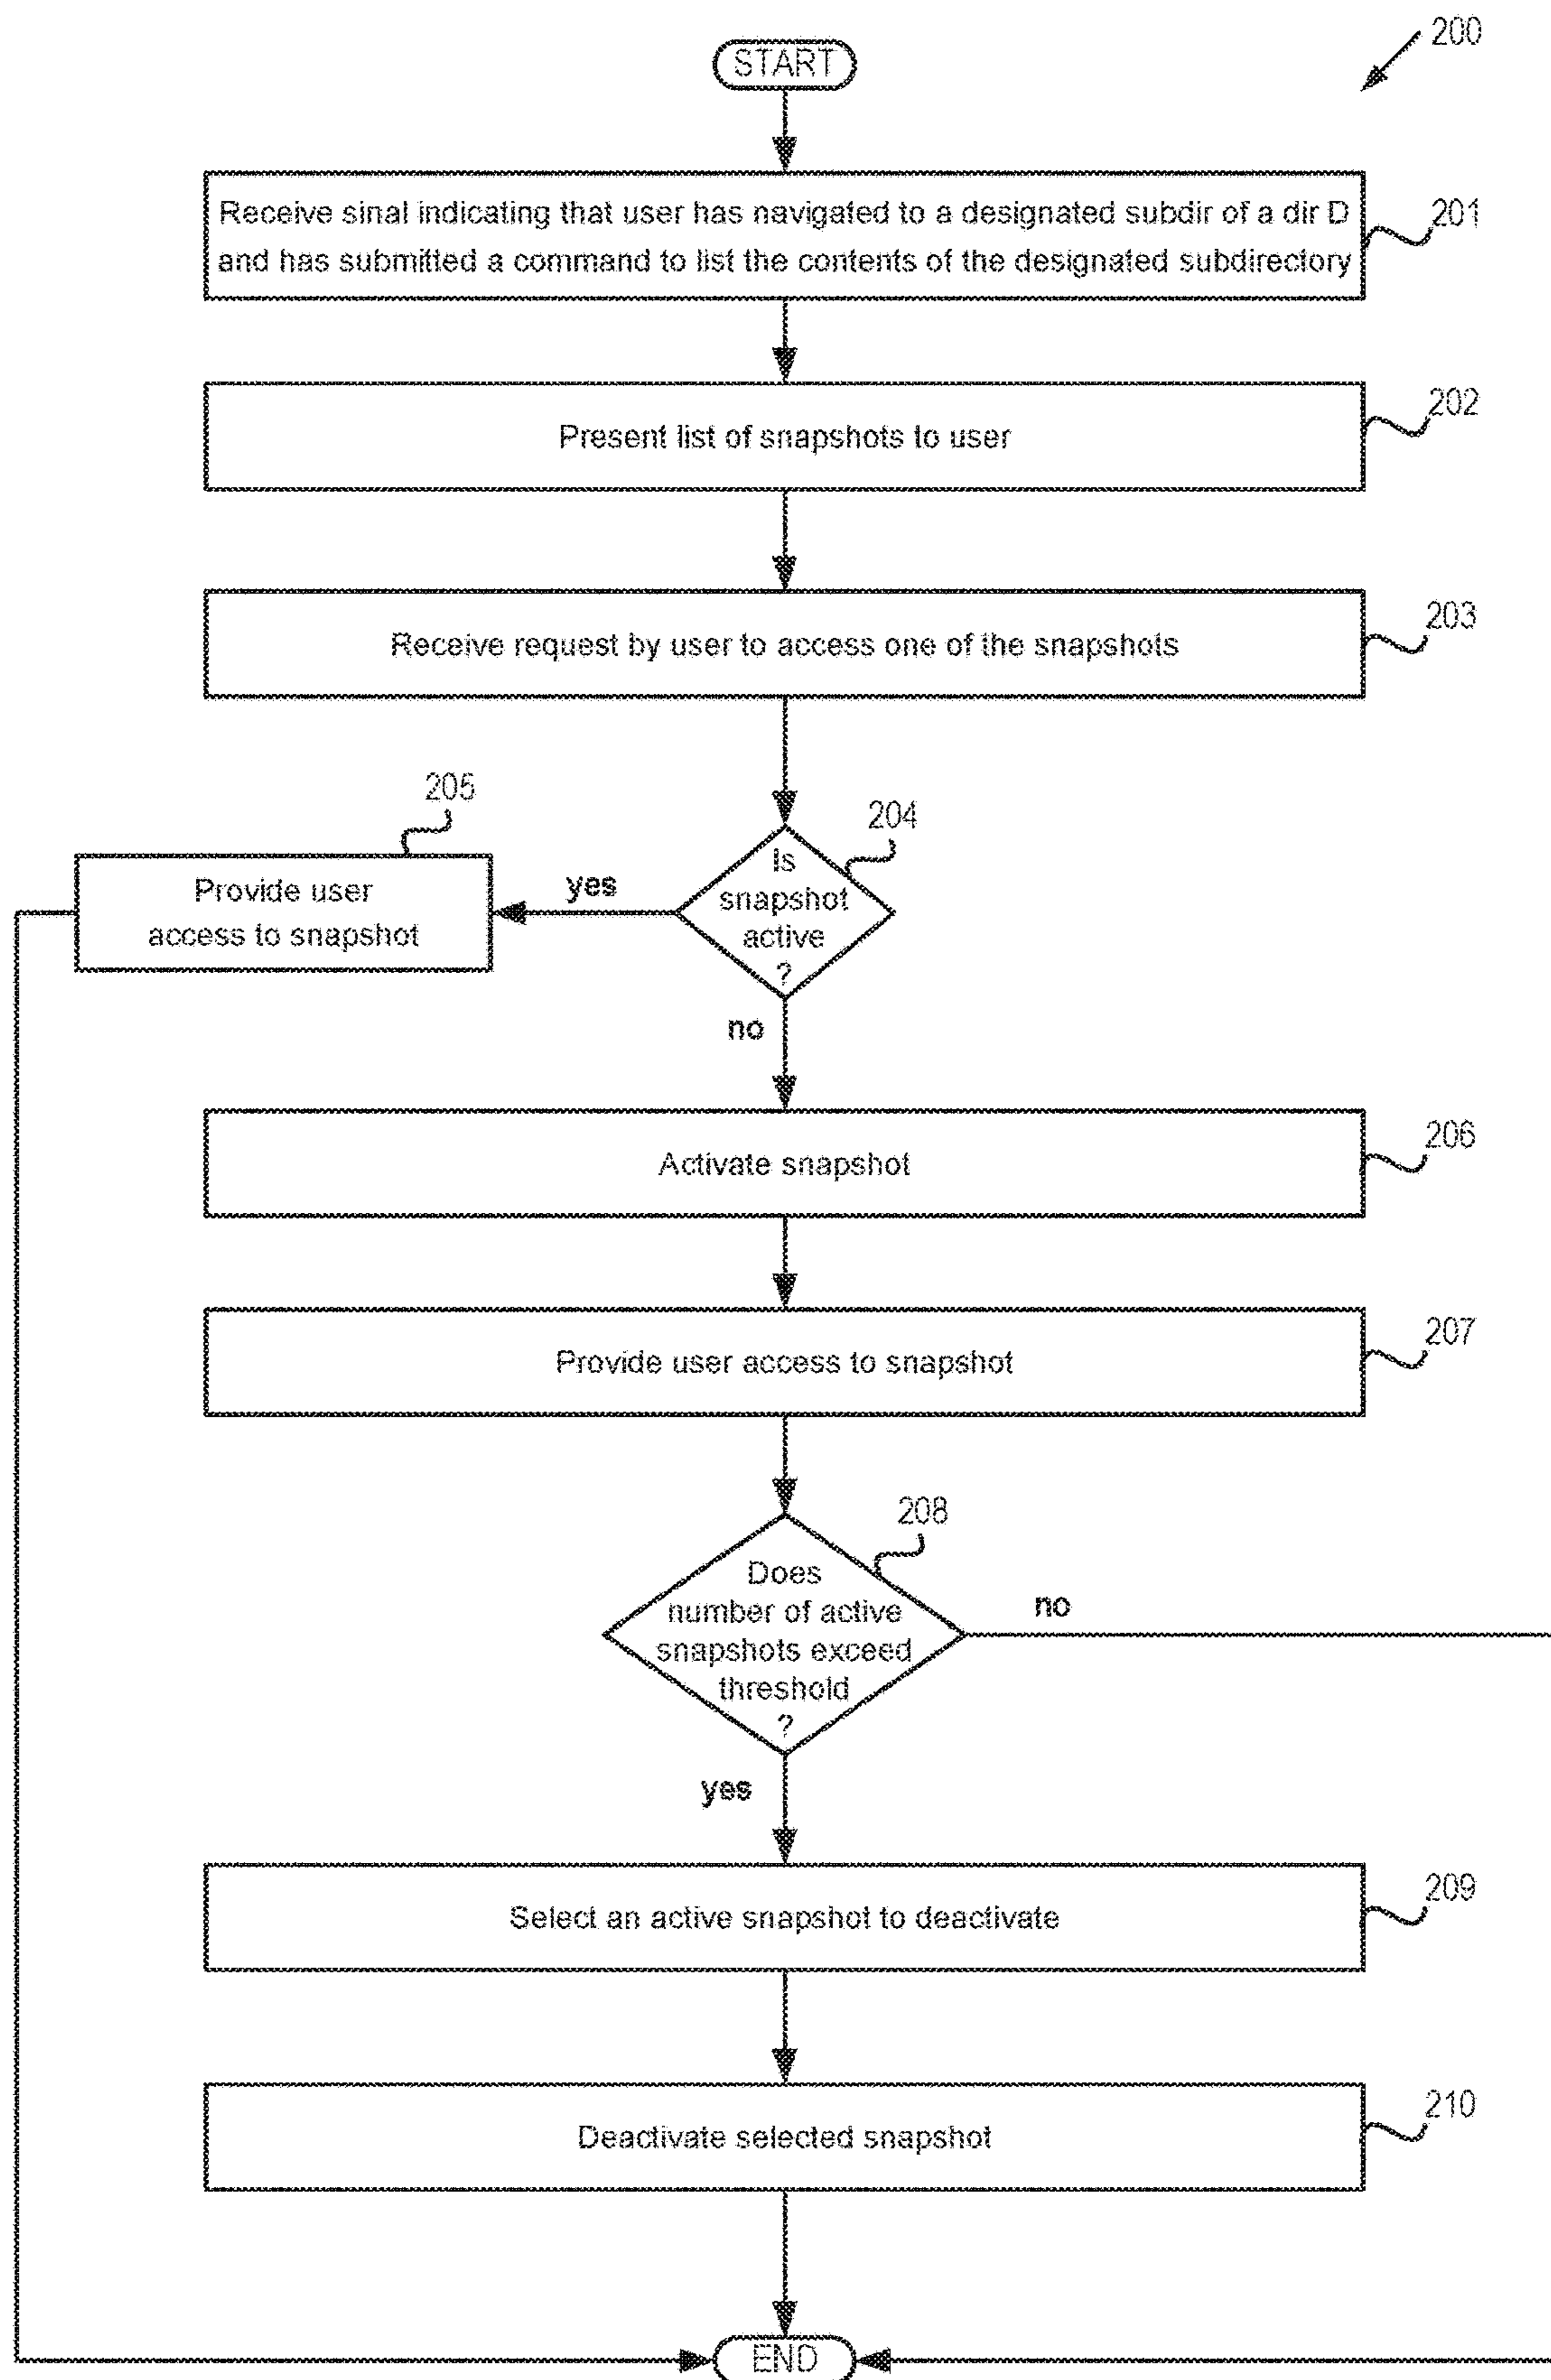 200
START
Receive sinal indicating that user has navigated to a designated subdir of a dir D
and has submitted a command to list the contents of the designated subdirectory
201
Present list of snapshots to user
202
Receive request by user to access one of the snapshots
203
205
Provide user
access to snapshot
yes
204
Is
snapshot
active
?
no
Activate snapshot
206
Provide user access to snapshot
207
208
Does
number of active
snapshots exceed
threshold
?
no
yes
Select an active snapshot to deactivate
209
Deactivate selected snapshot
210
END